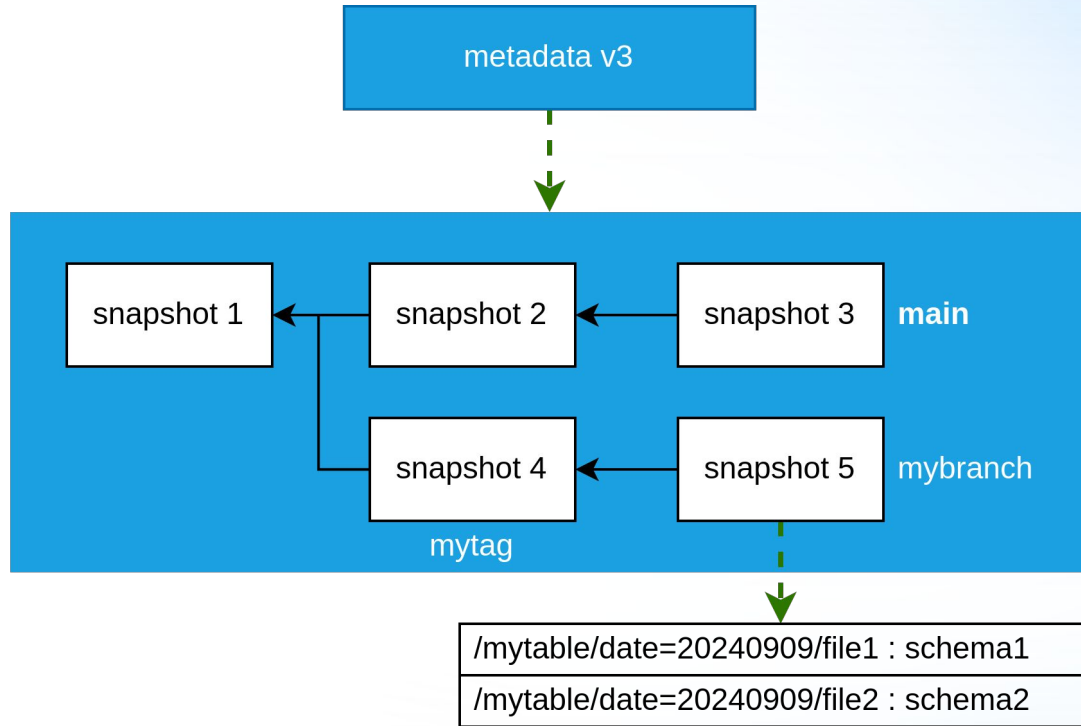 metadata v3
snapshot 1
snapshot 2
snapshot 3
main
snapshot 4
snapshot 5
mybranch
mytag
/mytable/date=20240909/file1 : schema1
/mytable/date=20240909/file2 : schema2